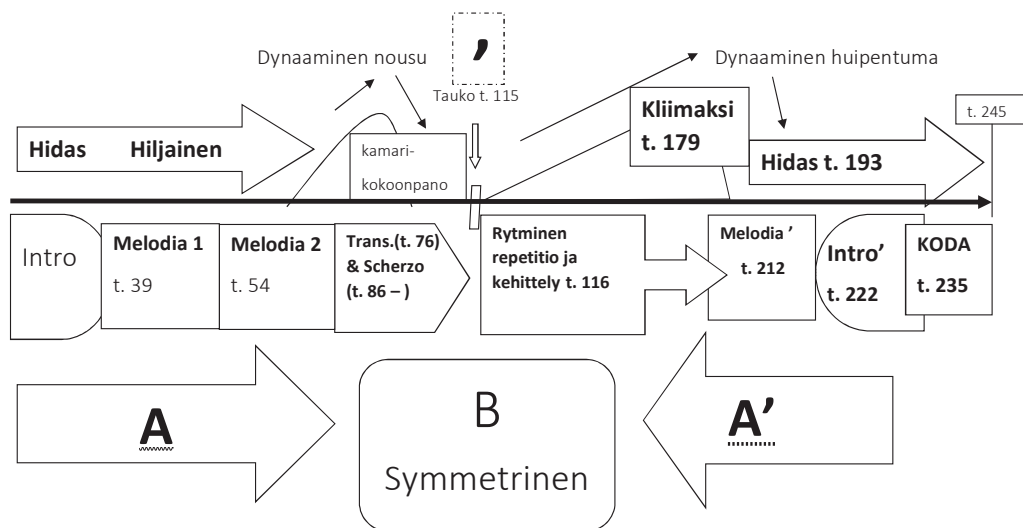 Dynaaminen nousu
,
Tauko t. 115
Dynaaminen huipentuma
Hidas Hiljainen
kamari-
kokoonpano
Kliimaksi
t. 179
Hidas t. 193
t. 245
Intro
Melodia 1
t. 39
Melodia 2
t. 54
Trans.(t. 76)
& Scherzo
(t. 86 – )
Rytminen
repetitio ja
kehittely t. 116
Melodia ’
t. 212
Intro’
t. 222
KODA
t. 235
A
B
Symmetrinen
A’